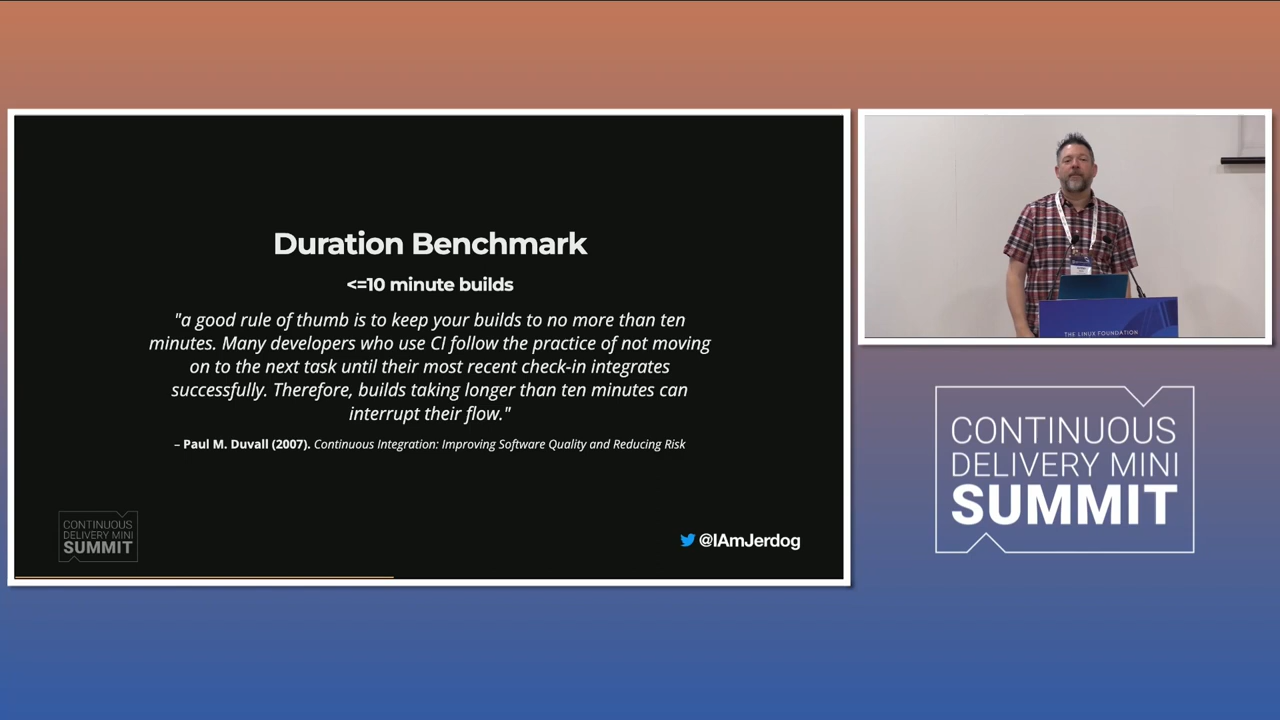 Duration Benchmark
<=10 minute builds
"a good rule of thumb is to keep your builds to no more than ten
minutes. Many developers who use CI follow the practice of not moving
on to the next task until their most recent check-in integrates
successfully. Therefore, builds taking longer than ten minutes can
interrupt their flow."
– Paul M. Duvall (2007). Continuous Integration: Improving Software Quality and Reducing Risk
CONTINUOUS
DELIVERY MINI
SUMMIT
@IAmJerdog
THE LINUX FOUNDATION
CONTINUOUS
DELIVERY MINI
SUMMIT